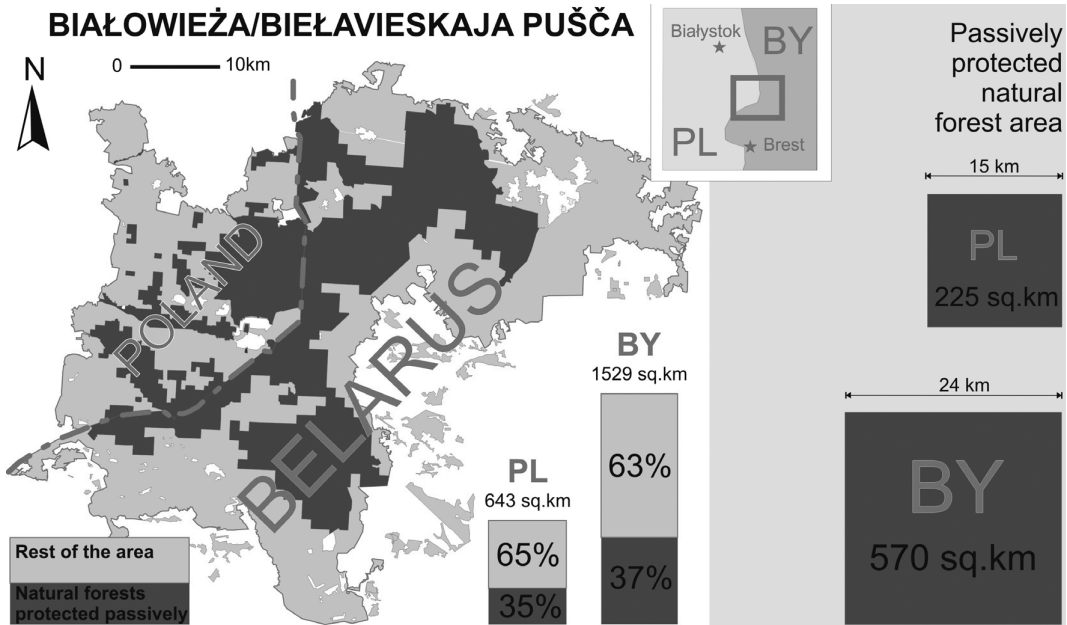 BIAŁOWIEŻA/BIEŁAVIESKAJA PUŠČA
N
0 10km
POLAND
BELARUS
Białystok
BY
PL
Brest
Passively
protected
natural
forest area
15 km
PL
225 sq.km
24 km
BY
570 sq.km
BY
1529 sq.km
63%
37%
PL
643 sq.km
65%
35%
Rest of the area
Natural forests
protected passively